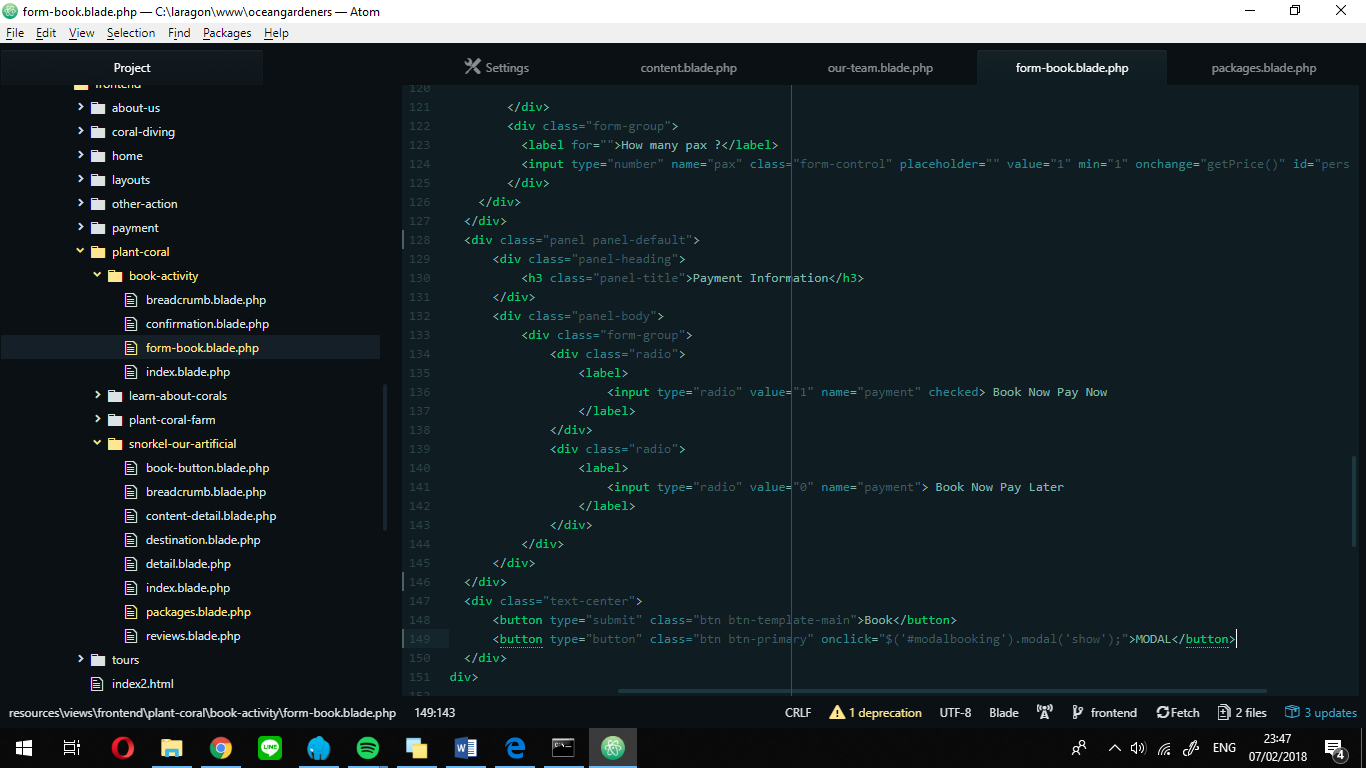 form-book.blade.php — C:\laragon\www\oceangardeners — Atom
File Edit View Selection Find Packages Help
Project
Settings content.blade.php our-team.blade.php form-book.blade.php packages.blade.php
frontend
about-us
coral-diving
home
layouts
other-action
payment
plant-coral
book-activity
breadcrumb.blade.php
confirmation.blade.php
form-book.blade.php
index.blade.php
learn-about-corals
plant-coral-farm
snorkel-our-artificial
book-button.blade.php
breadcrumb.blade.php
content-detail.blade.php
destination.blade.php
detail.blade.php
index.blade.php
packages.blade.php
reviews.blade.php
tours
index2.html
120
121 </div>
122 <div class="form-group">
123 <label for="">How many pax ?</label>
124 <input type="number" name="pax" class="form-control" placeholder="" value="1" min="1" onchange="getPrice()" id="pers
125 </div>
126 </div>
127 </div>
128 <div class="panel panel-default">
129 <div class="panel-heading">
130 <h3 class="panel-title">Payment Information</h3>
131 </div>
132 <div class="panel-body">
133 <div class="form-group">
134 <div class="radio">
135 <label>
136 <input type="radio" value="1" name="payment" checked> Book Now Pay Now
137 </label>
138 </div>
139 <div class="radio">
140 <label>
141 <input type="radio" value="0" name="payment"> Book Now Pay Later
142 </label>
143 </div>
144 </div>
145 </div>
146 </div>
147 <div class="text-center">
148 <button type="submit" class="btn btn-template-main">Book</button>
149 <button type="button" class="btn btn-primary" onclick="$('#modalbooking').modal('show');">MODAL</button>
150 </div>
151 div>
152
resources\views\frontend\plant-coral\book-activity\form-book.blade.php 149:143 CRLF 1 deprecation UTF-8 Blade frontend Fetch 2 files 3 updates
LINE
ENG
23:47
07/02/2018
4